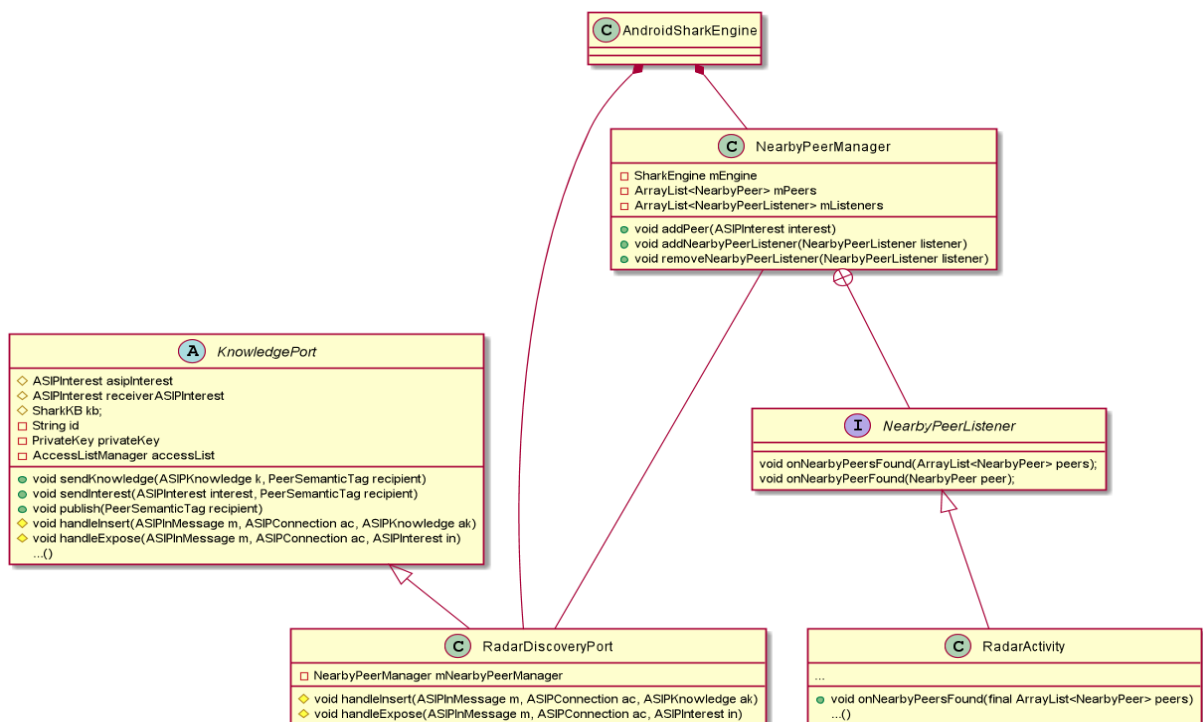 C AndroidSharkEngine
C NearbyPeerManager
SharkEngine mEngine
ArrayList<NearbyPeer> mPeers
ArrayList<NearbyPeerListener> mListeners
void addPeer(ASIPInterest interest)
void addNearbyPeerListener(NearbyPeerListener listener)
void removeNearbyPeerListener(NearbyPeerListener listener)
A KnowledgePort
ASIPInterest asipInterest
ASIPInterest receiverASIPInterest
SharkKB kb;
String id
PrivateKey privateKey
AccessListManager accessList
void sendKnowledge(ASIPKnowledge k, PeerSemanticTag recipient)
void sendInterest(ASIPInterest interest, PeerSemanticTag recipient)
void publish(PeerSemanticTag recipient)
void handleInsert(ASIPInMessage m, ASIPConnection ac, ASIPKnowledge ak)
void handleExpose(ASIPInMessage m, ASIPConnection ac, ASIPInterest in)
...()
I NearbyPeerListener
void onNearbyPeersFound(ArrayList<NearbyPeer> peers);
void onNearbyPeerFound(NearbyPeer peer);
C RadarDiscoveryPort
NearbyPeerManager mNearbyPeerManager
void handleInsert(ASIPInMessage m, ASIPConnection ac, ASIPKnowledge ak)
void handleExpose(ASIPInMessage m, ASIPConnection ac, ASIPInterest in)
C RadarActivity
...
void onNearbyPeersFound(final ArrayList<NearbyPeer> peers)
...()